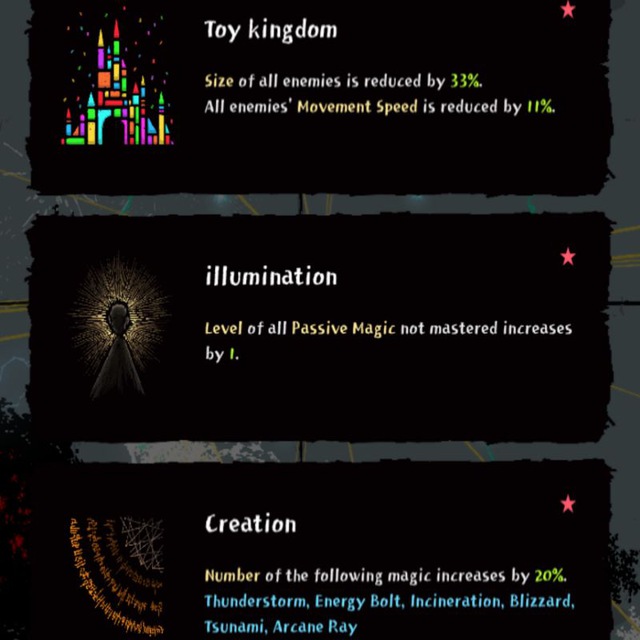 Toy kingdom
Size of all enemies is reduced by 33%.
All enemies' Movement Speed is reduced by 11%.
illumination
Level of all Passive Magic not mastered increases
by 1.
Creation
Number of the following magic increases by 20%.
Thunderstorm, Energy Bolt, Incineration, Blizzard,
Tsunami, Arcane Ray